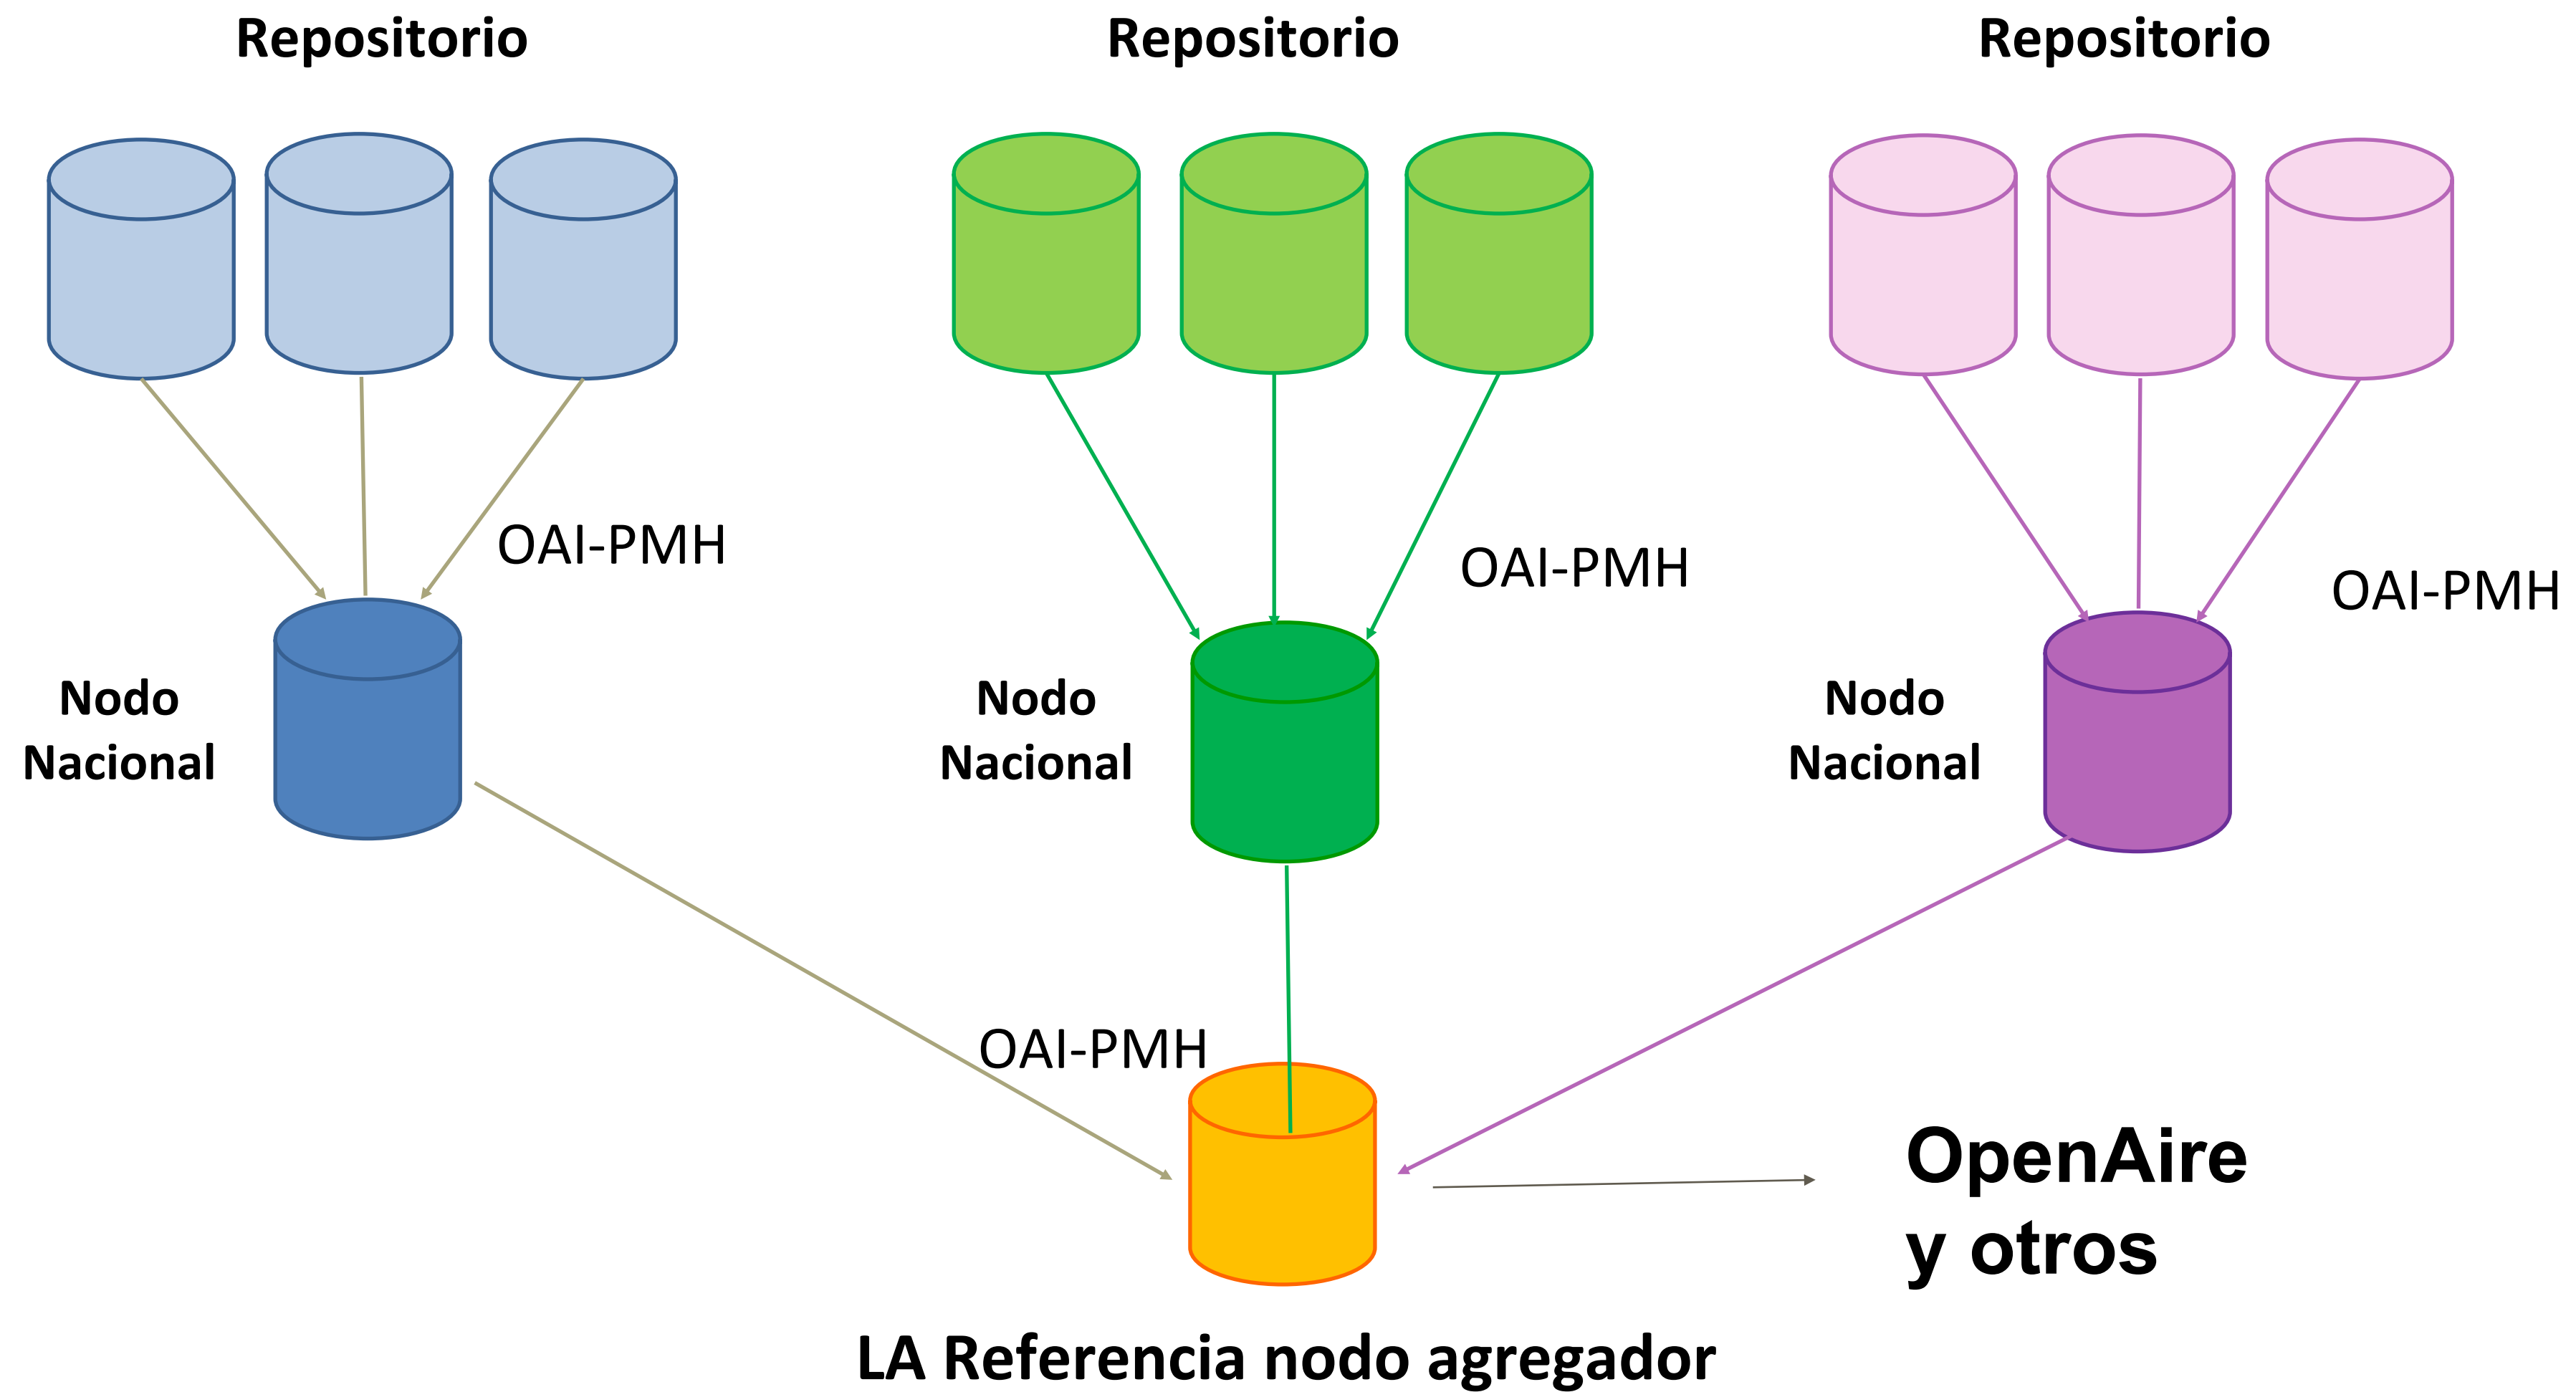 Repositorio
Repositorio
Repositorio
OAI-PMH
OAI-PMH
OAI-PMH
Nodo
Nacional
Nodo
Nacional
Nodo
Nacional
OAI-PMH
OpenAire
y otros
LA Referencia nodo agregador